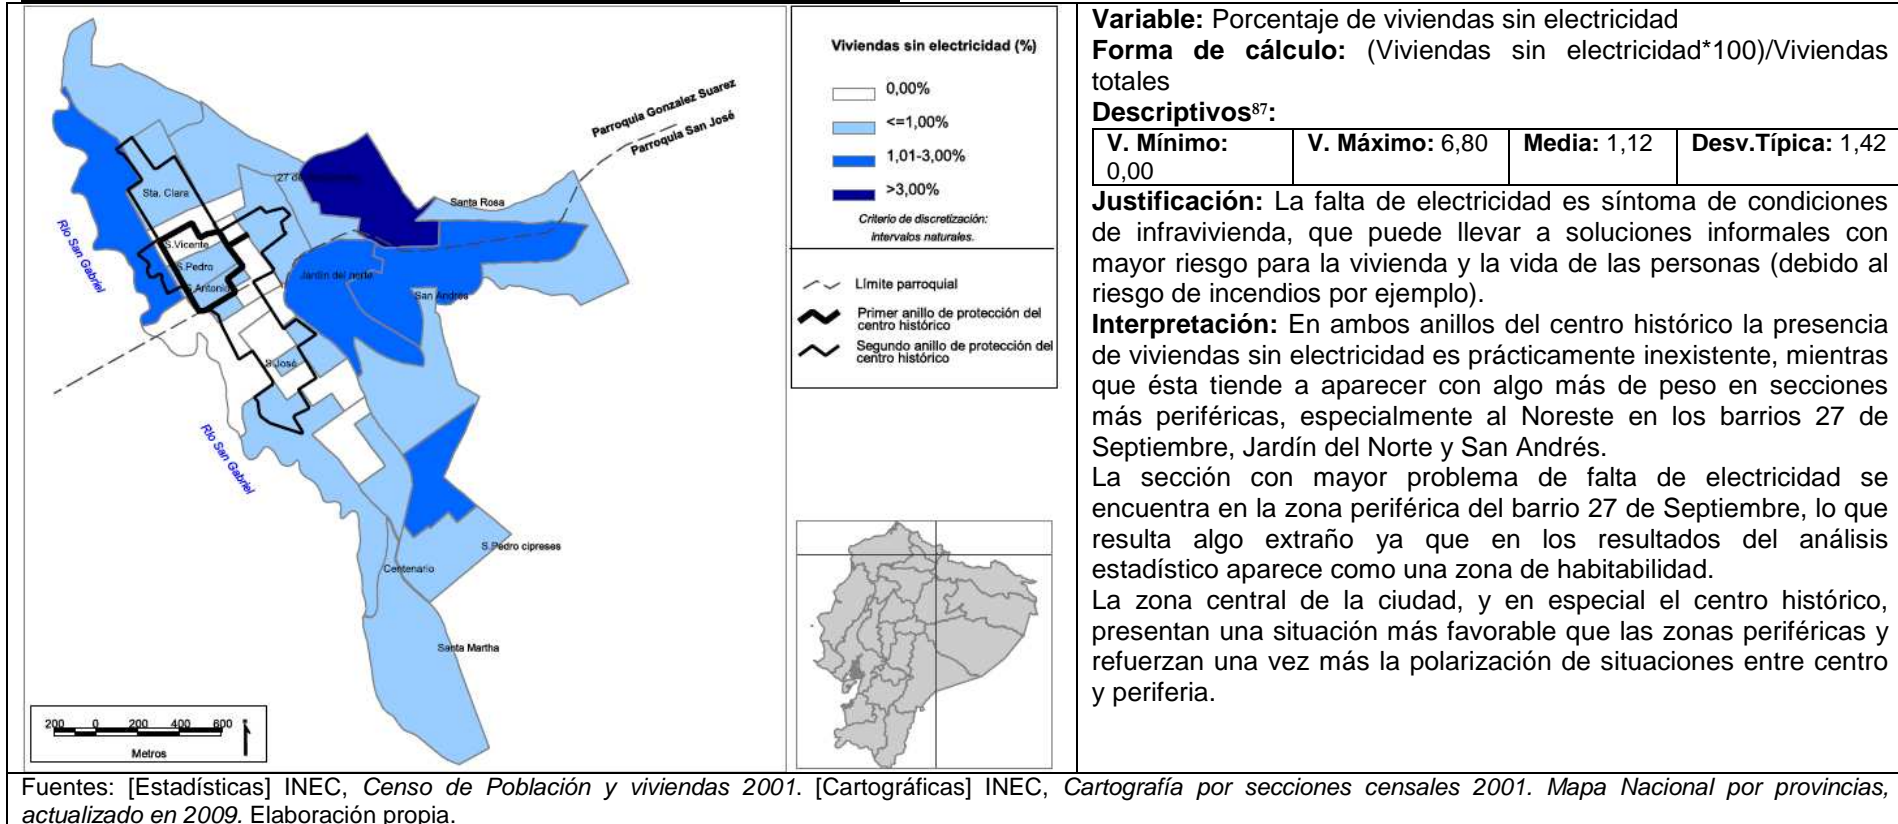 Viviendas sin electricidad (%)
0,00%
<=1,00%
1,01-3,00%
>3,00%
Criterio de discretización:
intervalos naturales.
Límite parroquial
Primer anillo de protección del
centro histórico
Segundo anillo de protección del
centro histórico
Parroquia Gonzalez Suarez
Parroquia San José
27 de
Santa Rosa
Sta. Clara
Río San Gabriel
S.Vicente
S.Pedro
S.Antonio
Jardín del norte
San Andrés
S.José
Río San Gabriel
S.Pedro cipreses
Centenario
Santa Martha
200 0 200 400 600
Metros
Variable: Porcentaje de viviendas sin electricidad
Forma de cálculo: (Viviendas sin electricidad*100)/Viviendas
totales
Descriptivos87:
V. Mínimo: V. Máximo: 6,80 Media: 1,12 Desv.Típica: 1,42
0,00
Justificación: La falta de electricidad es síntoma de condiciones
de infravivienda, que puede llevar a soluciones informales con
mayor riesgo para la vivienda y la vida de las personas (debido al
riesgo de incendios por ejemplo).
Interpretación: En ambos anillos del centro histórico la presencia
de viviendas sin electricidad es prácticamente inexistente, mientras
que ésta tiende a aparecer con algo más de peso en secciones
más periféricas, especialmente al Noreste en los barrios 27 de
Septiembre, Jardín del Norte y San Andrés.
La sección con mayor problema de falta de electricidad se
encuentra en la zona periférica del barrio 27 de Septiembre, lo que
resulta algo extraño ya que en los resultados del análisis
estadístico aparece como una zona de habitabilidad.
La zona central de la ciudad, y en especial el centro histórico,
presentan una situación más favorable que las zonas periféricas y
refuerzan una vez más la polarización de situaciones entre centro
y periferia.
Fuentes: [Estadísticas] INEC, Censo de Población y viviendas 2001. [Cartográficas] INEC, Cartografía por secciones censales 2001. Mapa Nacional por provincias,
actualizado en 2009. Elaboración propia.